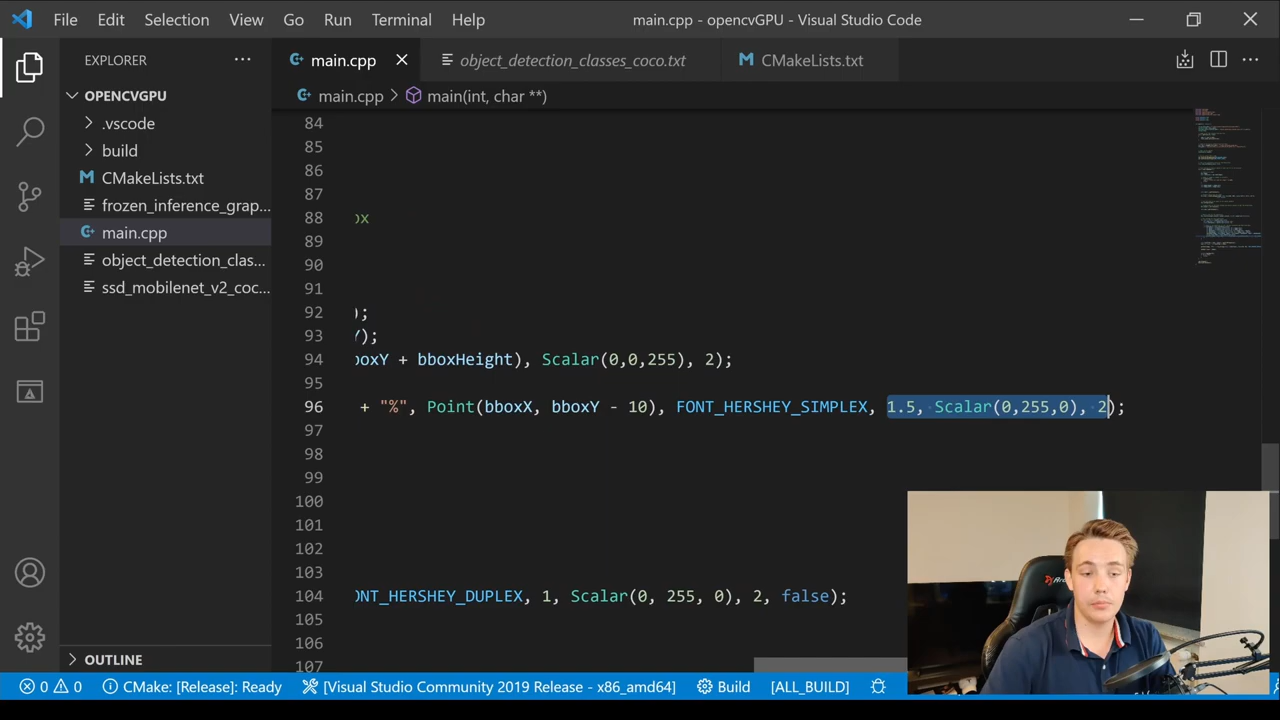 File Edit Selection View Go Run Terminal Help main.cpp - opencvGPU - Visual Studio Code
EXPLORER
OPENCVGPU
.vscode
build
CMakeLists.txt
frozen_inference_grap...
main.cpp
object_detection_clas...
ssd_mobilenet_v2_coc...
OUTLINE
main.cpp object_detection_classes_coco.txt CMakeLists.txt
main.cpp > main(int, char **)
84
85
86
87
88 ox
89
90
91
92 );
93 Y);
94 boxY + bboxHeight), Scalar(0,0,255), 2);
95
96 + "%", Point(bboxX, bboxY - 10), FONT_HERSHEY_SIMPLEX, 1.5, Scalar(0,255,0), 2);
97
98
99
100
101
102
103
104 ONT_HERSHEY_DUPLEX, 1, Scalar(0, 255, 0), 2, false);
105
106
107
0 0 CMake: [Release]: Ready [Visual Studio Community 2019 Release - x86_amd64] Build [ALL_BUILD]